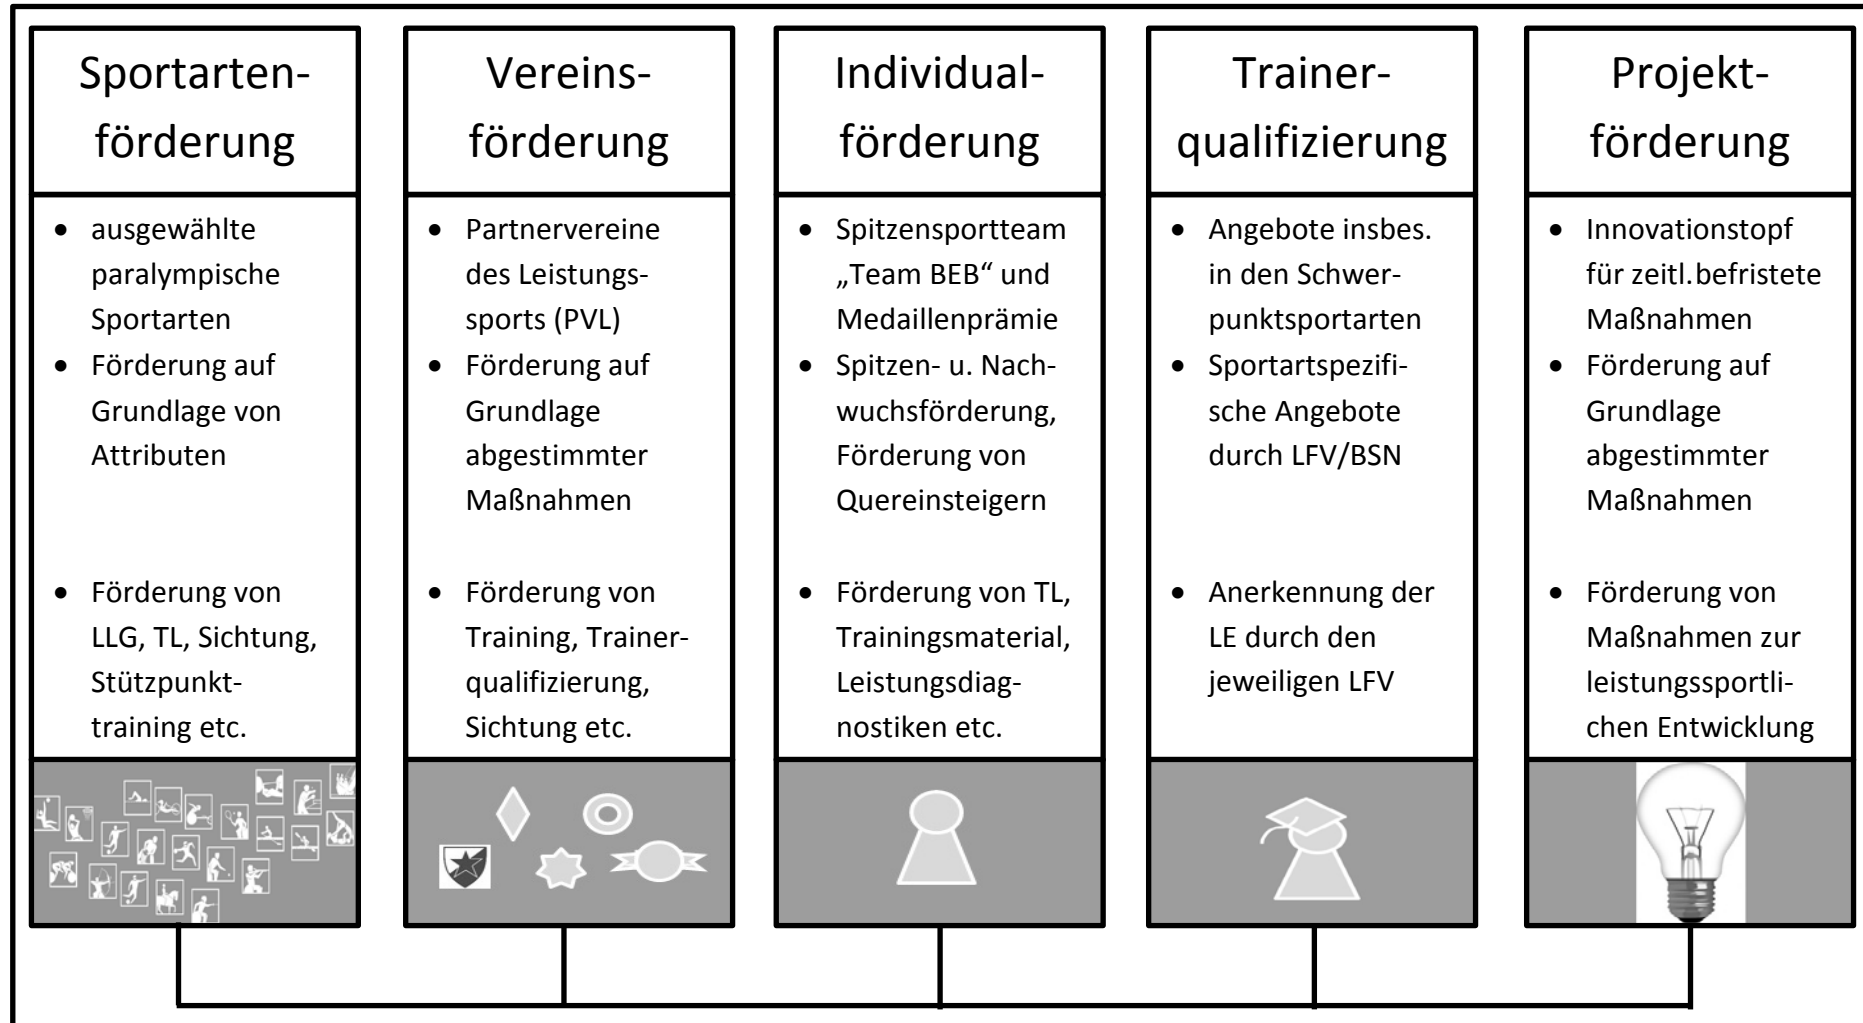 Sportarten-
förderung
• ausgewählte
paralympische
Sportarten
• Förderung auf
Grundlage von
Attributen
• Förderung von
LLG, TL, Sichtung,
Stützpunkt-
training etc.
Vereins-
förderung
• Partnervereine
des Leistungs-
sports (PVL)
• Förderung auf
Grundlage
abgestimmter
Maßnahmen
• Förderung von
Training, Trainer-
qualifizierung,
Sichtung etc.
Individual-
förderung
• Spitzensportteam
„Team BEB“ und
Medaillenprämie
• Spitzen- u. Nach-
wuchsförderung,
Förderung von
Quereinsteigern
• Förderung von TL,
Trainingsmaterial,
Leistungsdiag-
nostiken etc.
Trainer-
qualifizierung
• Angebote insbes.
in den Schwer-
punktsportarten
• Sportartspezifi-
sche Angebote
durch LFV/BSN
• Anerkennung der
LE durch den
jeweiligen LFV
Projekt-
förderung
• Innovationstopf
für zeitl.befristete
Maßnahmen
• Förderung auf
Grundlage
abgestimmter
Maßnahmen
• Förderung von
Maßnahmen zur
leistungssportli-
chen Entwicklung